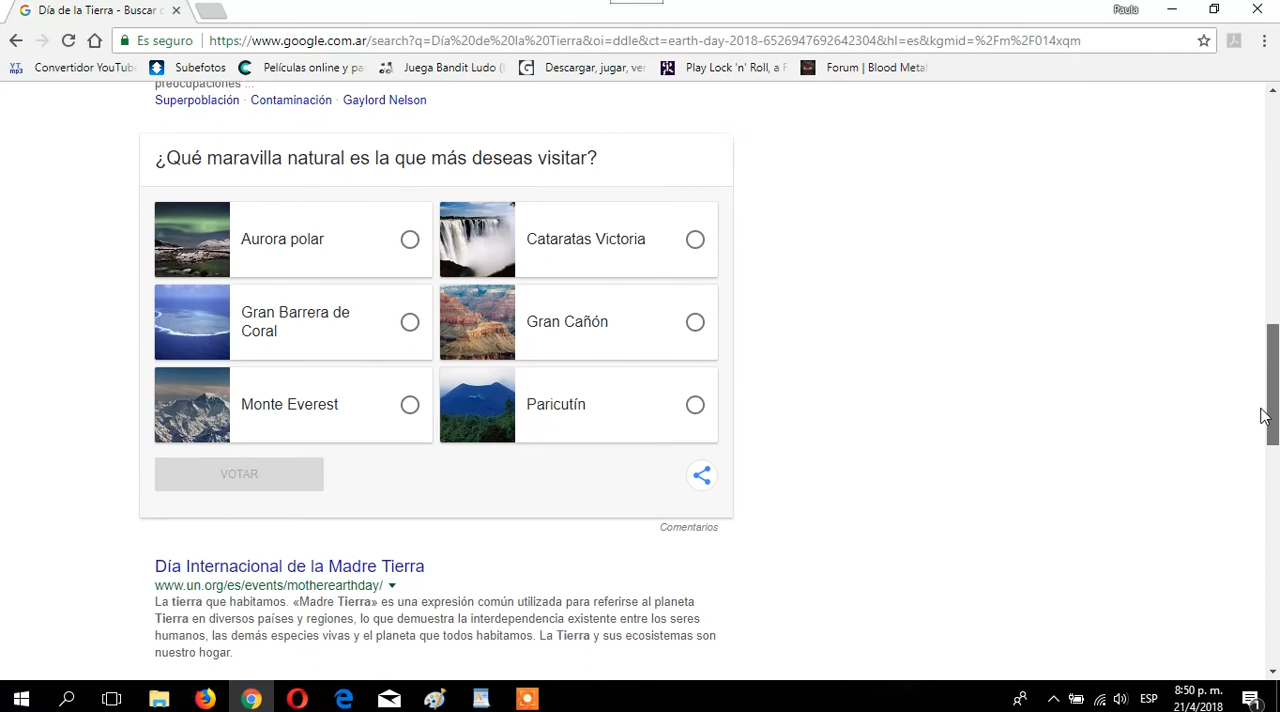 Día de la Tierra - Buscar c
Paula
Es seguro
https://www.google.com.ar/search?q=Día%20de%20la%20Tierra&oi=ddle&ct=earth-day-2018-6526947692642304&hl=es&kgmid=%2Fm%2F014xqm
YT mp3 Convertidor YouTube
Subefotos
Películas online y pa
Juega Bandit Ludo (
Descargar, jugar, ver
Play Lock 'n' Roll, a F
Forum | Blood Metal
preocupaciones ...
Superpoblación · Contaminación · Gaylord Nelson
¿Qué maravilla natural es la que más deseas visitar?
Aurora polar
Cataratas Victoria
Gran Barrera de
Coral
Gran Cañón
Monte Everest
Paricutín
VOTAR
Comentarios
Día Internacional de la Madre Tierra
www.un.org/es/events/motherearthday/
La tierra que habitamos. «Madre Tierra» es una expresión común utilizada para referirse al planeta
Tierra en diversos países y regiones, lo que demuestra la interdependencia existente entre los seres
humanos, las demás especies vivas y el planeta que todos habitamos. La Tierra y sus ecosistemas son
nuestro hogar.
ESP
8:50 p. m.
21/4/2018
1